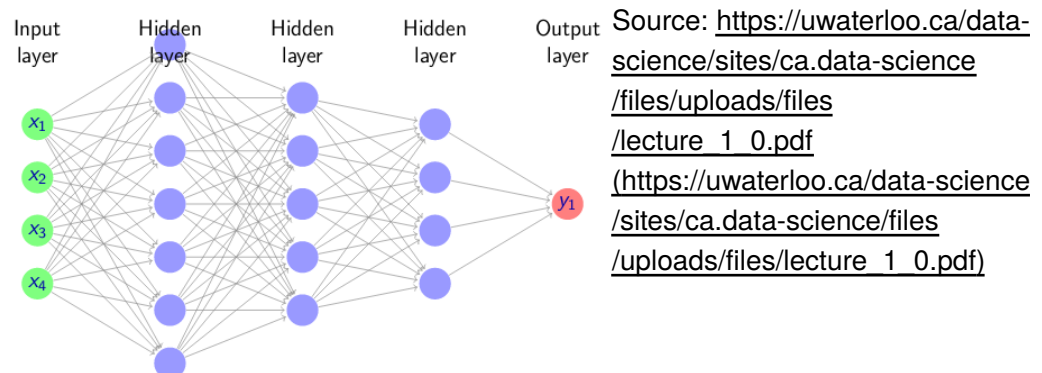 Input
layer
Hidden
layer
Hidden
layer
Hidden
layer
Output
layer
x1
x2
x3
x4
y1
Source: https://uwaterloo.ca/data-
science/sites/ca.data-science
/files/uploads/files
/lecture_1_0.pdf
(https://uwaterloo.ca/data-science
/sites/ca.data-science/files
/uploads/files/lecture_1_0.pdf)